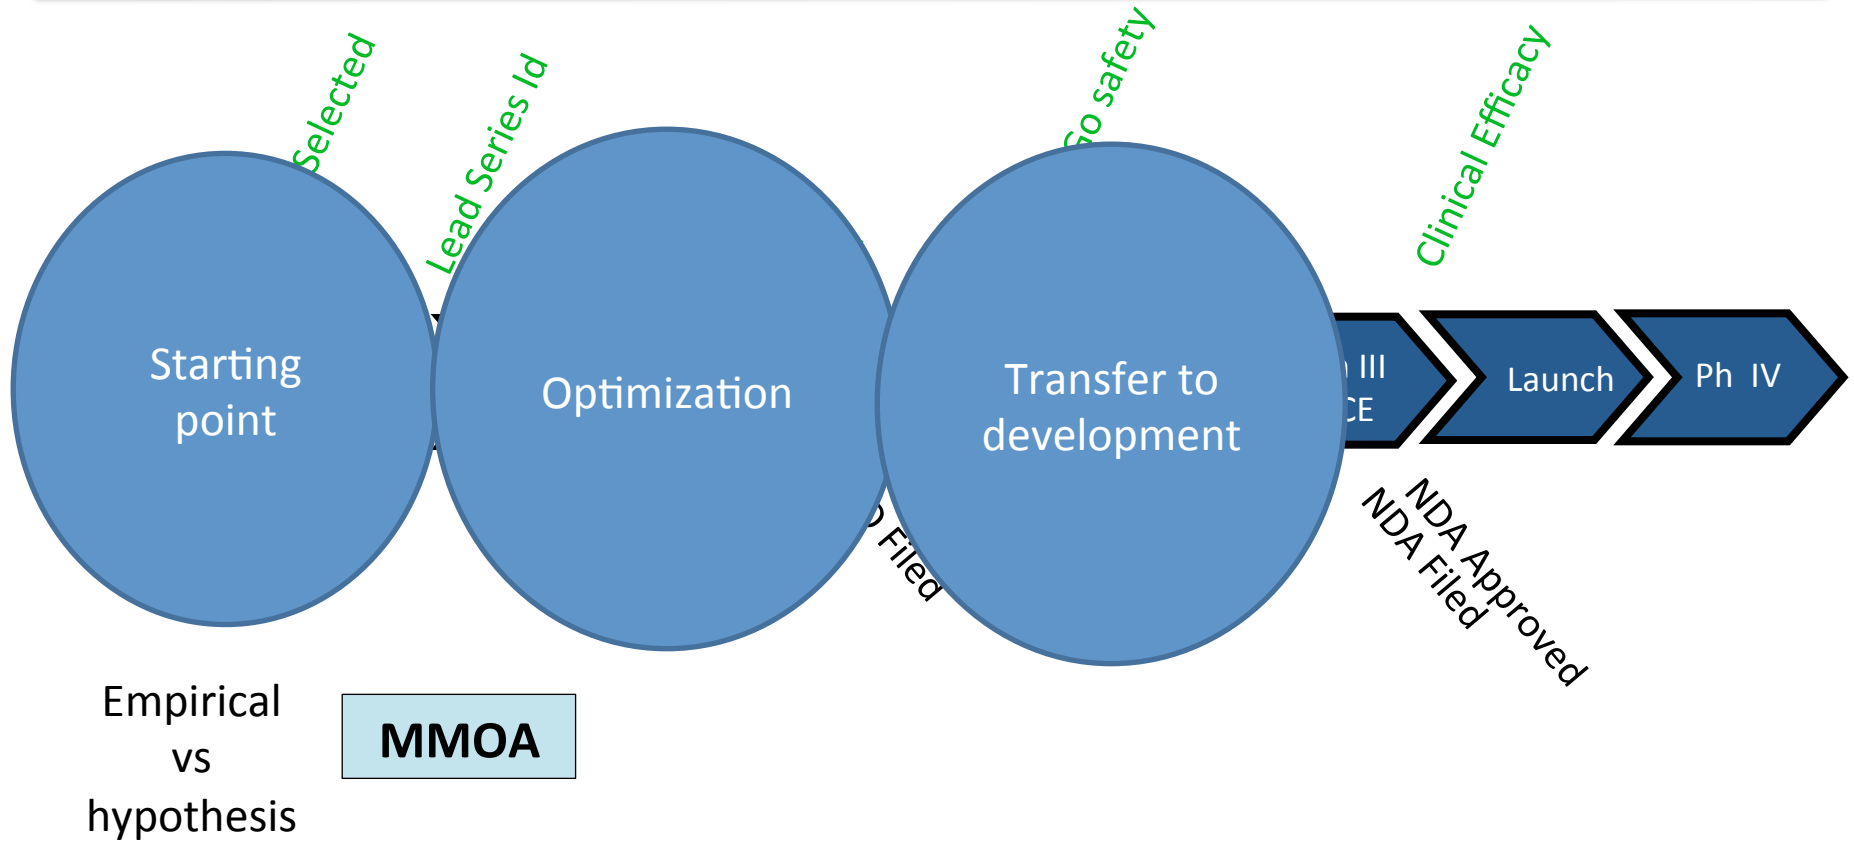 Selected
Lead Series Id
Go safety
Clinical Efficacy
Starting
point
Optimization
Transfer to
development
III
CE
Launch
Ph IV
Filed
NDA Filed
NDA Approved
Empirical
vs
hypothesis
MMOA